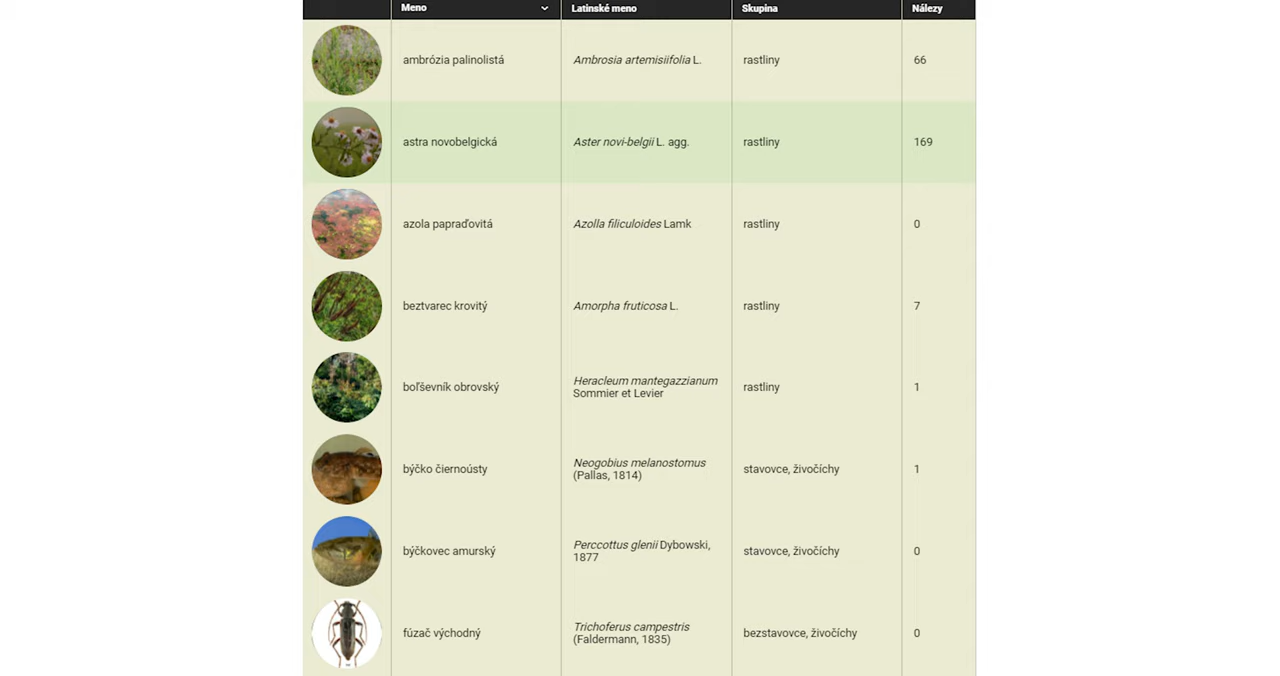 Meno Latinské meno Skupina Nálezy
ambrózia palinolistá Ambrosia artemisiifolia L. rastliny 66
astra novobelgická Aster novi-belgii L. agg. rastliny 169
azola papraďovitá Azolla filiculoides Lamk rastliny 0
beztvarec krovitý Amorpha fruticosa L. rastliny 7
boľševník obrovský Heracleum mantegazzianum rastliny 1
Sommier et Levier
býčko čiernoústy Neogobius melanostomus stavovce, živočíchy 1
(Pallas, 1814)
býčkovec amurský Perccottus glenii Dybowski, stavovce, živočíchy 0
1877
fúzač východný Trichoferus campestris bezstavovce, živočíchy 0
(Faldermann, 1835)